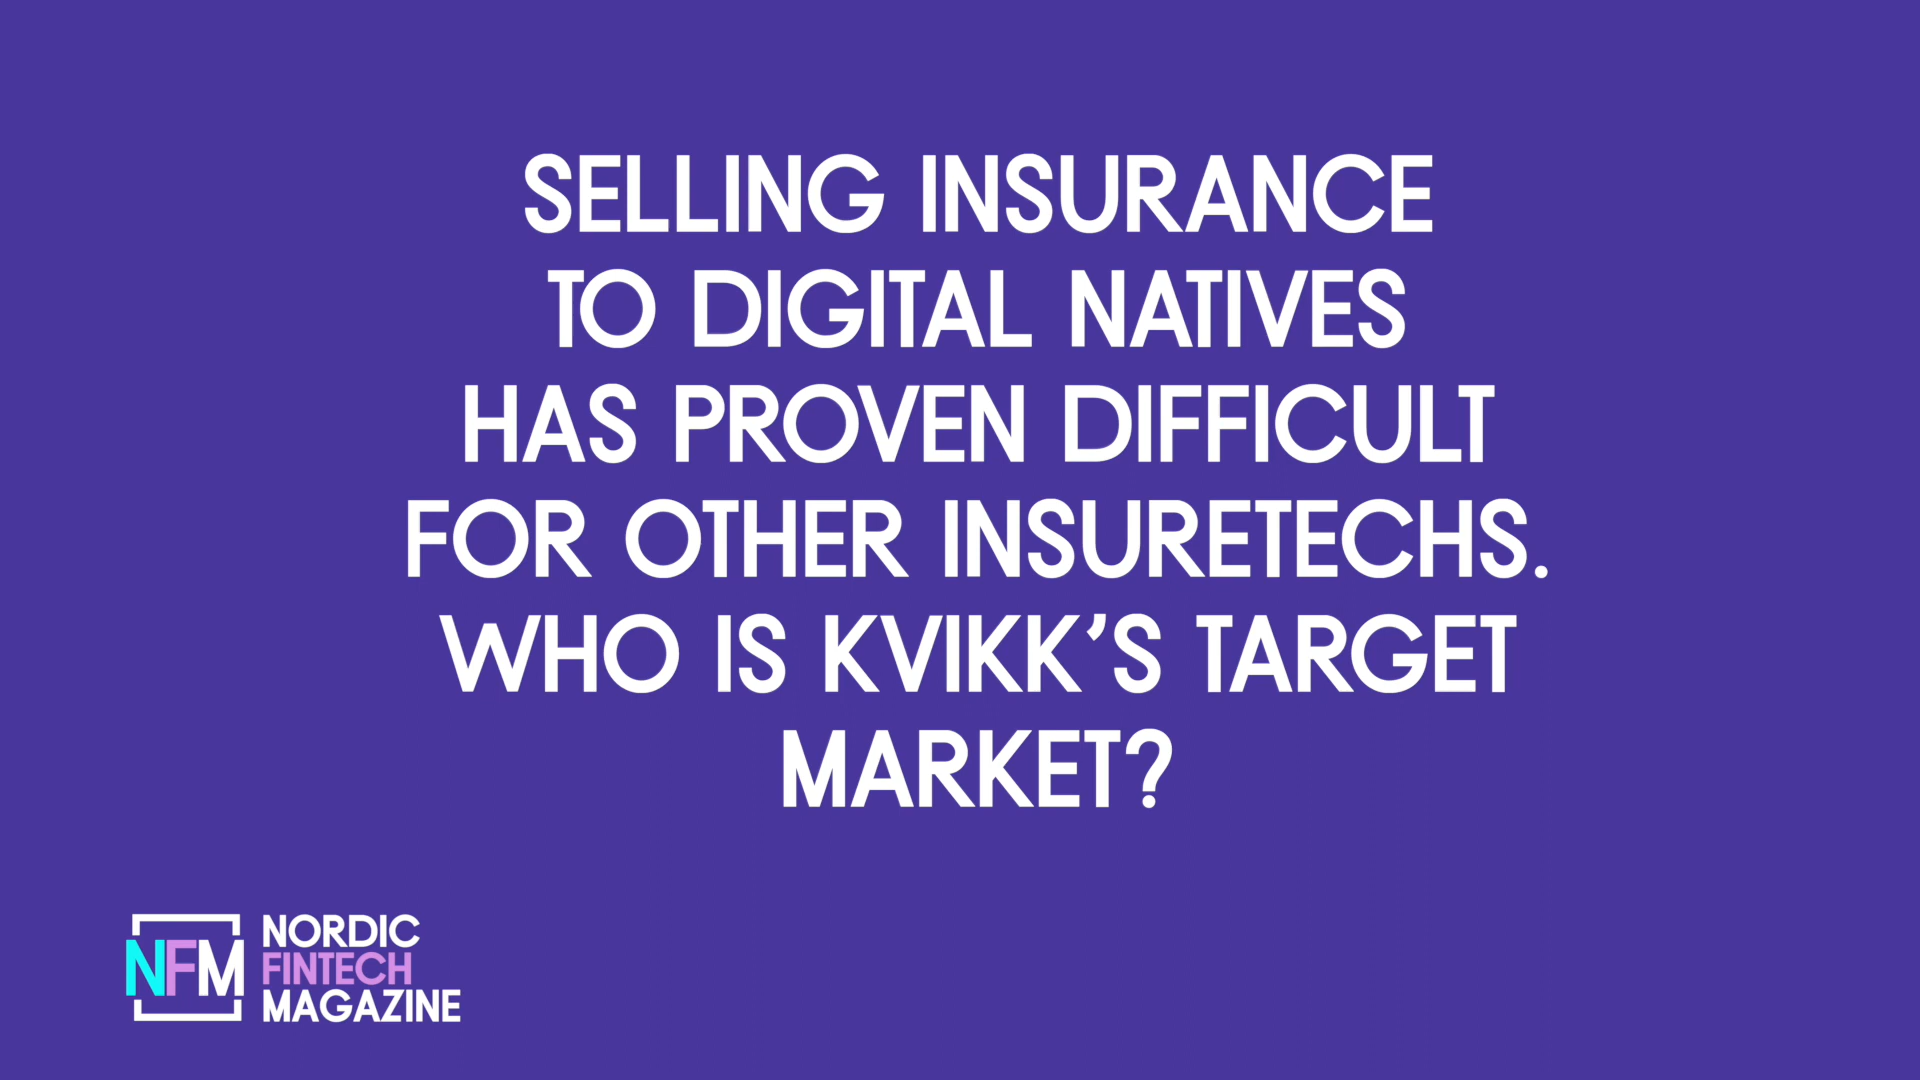 SELLING INSURANCE
TO DIGITAL NATIVES
HAS PROVEN DIFFICULT
FOR OTHER INSURETECHS.
WHO IS KVIKK’S TARGET
MARKET?
NFM
NORDIC
FINTECH
MAGAZINE